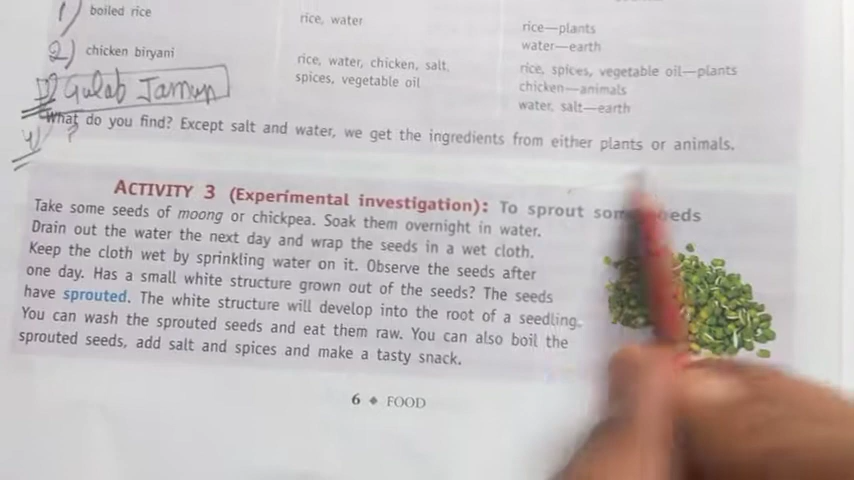 1) boiled rice
rice, water
rice—plants
water—earth
2) chicken biryani
rice, water, chicken, salt,
spices, vegetable oil
rice, spices, vegetable oil—plants
chicken—animals
water, salt—earth
Gulab Jamun
4) ?
What do you find? Except salt and water, we get the ingredients from either plants or animals.
ACTIVITY 3 (Experimental investigation): To sprout some seeds
Take some seeds of moong or chickpea. Soak them overnight in water.
Drain out the water the next day and wrap the seeds in a wet cloth.
Keep the cloth wet by sprinkling water on it. Observe the seeds after
one day. Has a small white structure grown out of the seeds? The seeds
have sprouted. The white structure will develop into the root of a seedling.
You can wash the sprouted seeds and eat them raw. You can also boil the
sprouted seeds, add salt and spices and make a tasty snack.
6 ◆ FOOD